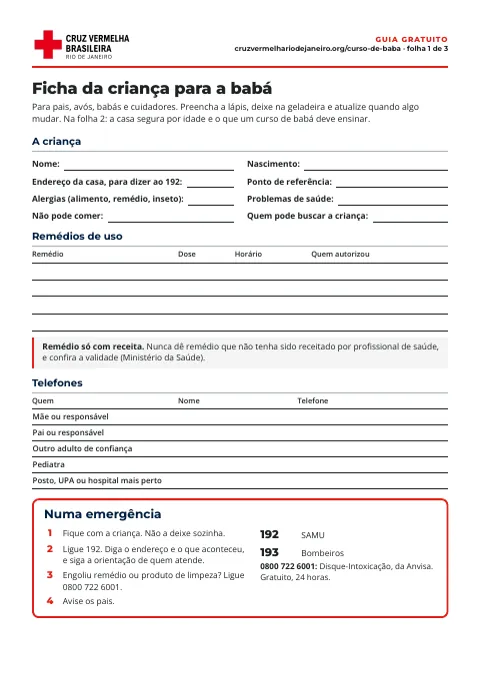 CRUZ VERMELHA
BRASILEIRA
RIO DE JANEIRO
GUIA GRATUITO
cruzvermelhariodejaneiro.org/curso-de-baba · folha 1 de 3
Ficha da criança para a babá
Para pais, avós, babás e cuidadores. Preencha a lápis, deixe na geladeira e atualize quando algo
mudar. Na folha 2: a casa segura por idade e o que um curso de babá deve ensinar.
A criança
Nome:
Nascimento:
Endereço da casa, para dizer ao 192:
Ponto de referência:
Alergias (alimento, remédio, inseto):
Problemas de saúde:
Não pode comer:
Quem pode buscar a criança:
Remédios de uso
Remédio Dose Horário Quem autorizou
Remédio só com receita. Nunca dê remédio que não tenha sido receitado por profissional de saúde,
e confira a validade (Ministério da Saúde).
Telefones
Quem Nome Telefone
Mãe ou responsável
Pai ou responsável
Outro adulto de confiança
Pediatra
Posto, UPA ou hospital mais perto
Numa emergência
1 Fique com a criança. Não a deixe sozinha.
2 Ligue 192. Diga o endereço e o que aconteceu,
e siga a orientação de quem atende.
3 Engoliu remédio ou produto de limpeza? Ligue
0800 722 6001.
4 Avise os pais.
192 SAMU
193 Bombeiros
0800 722 6001: Disque-Intoxicação, da Anvisa.
Gratuito, 24 horas.